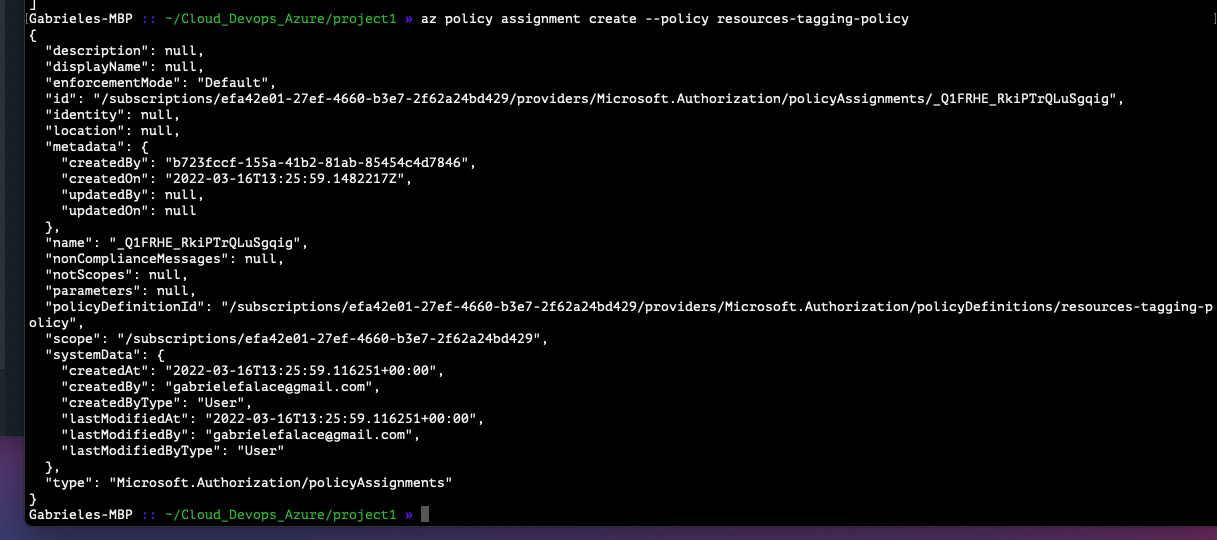 ]
Gabrieles-MBP :: ~/Cloud_Devops_Azure/project1 » az policy assignment create --policy resources-tagging-policy
{
  "description": null,
  "displayName": null,
  "enforcementMode": "Default",
  "id": "/subscriptions/efa42e01-27ef-4660-b3e7-2f62a24bd429/providers/Microsoft.Authorization/policyAssignments/_Q1FRHE_RkiPTrQLuSgqig",
  "identity": null,
  "location": null,
  "metadata": {
    "createdBy": "b723fccf-155a-41b2-81ab-85454c4d7846",
    "createdOn": "2022-03-16T13:25:59.1482217Z",
    "updatedBy": null,
    "updatedOn": null
  },
  "name": "_Q1FRHE_RkiPTrQLuSgqig",
  "nonComplianceMessages": null,
  "notScopes": null,
  "parameters": null,
  "policyDefinitionId": "/subscriptions/efa42e01-27ef-4660-b3e7-2f62a24bd429/providers/Microsoft.Authorization/policyDefinitions/resources-tagging-p
olicy",
  "scope": "/subscriptions/efa42e01-27ef-4660-b3e7-2f62a24bd429",
  "systemData": {
    "createdAt": "2022-03-16T13:25:59.116251+00:00",
    "createdBy": "gabrielefalace@gmail.com",
    "createdByType": "User",
    "lastModifiedAt": "2022-03-16T13:25:59.116251+00:00",
    "lastModifiedBy": "gabrielefalace@gmail.com",
    "lastModifiedByType": "User"
  },
  "type": "Microsoft.Authorization/policyAssignments"
}
Gabrieles-MBP :: ~/Cloud_Devops_Azure/project1 »